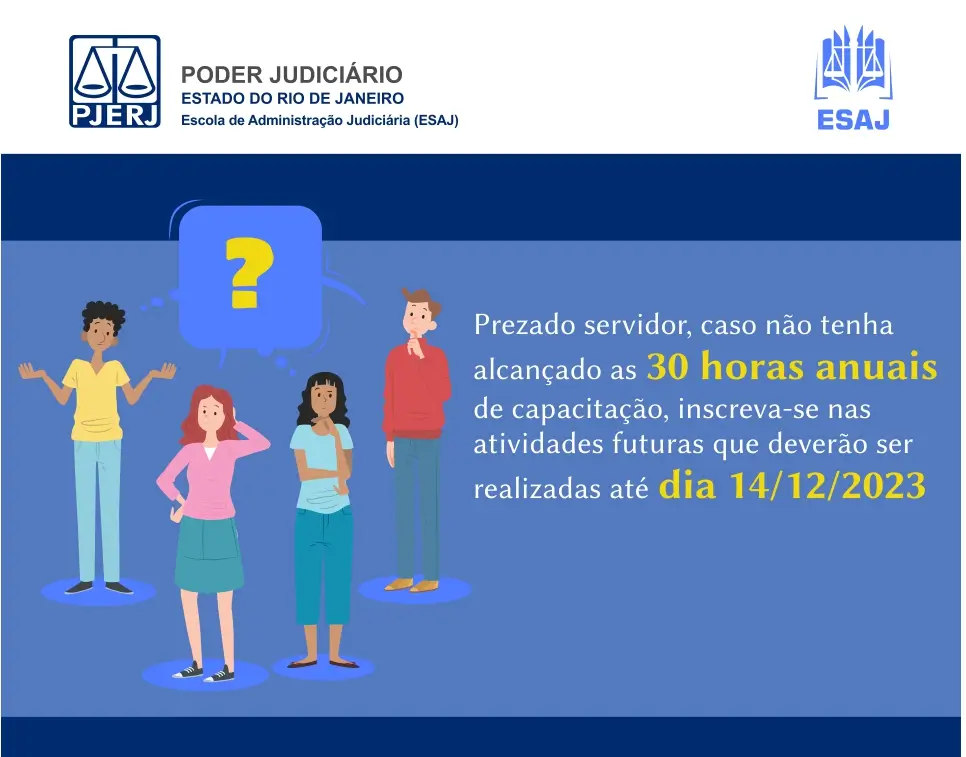 PJERJ
PODER JUDICIÁRIO
ESTADO DO RIO DE JANEIRO
Escola de Administração Judiciária (ESAJ)
ESAJ
?
Prezado servidor, caso não tenha
alcançado as 30 horas anuais
de capacitação, inscreva-se nas
atividades futuras que deverão ser
realizadas até dia 14/12/2023